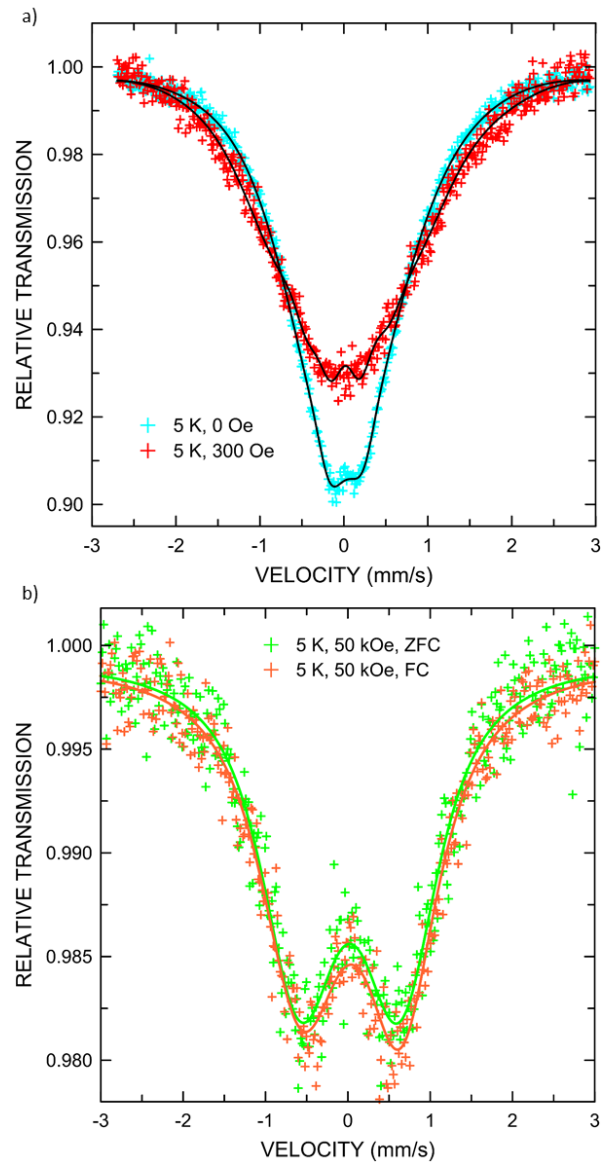 a)
1.00
0.98
0.96
0.94
0.92
0.90
RELATIVE TRANSMISSION
5 K, 0 Oe
5 K, 300 Oe
-3 -2 -1 0 1 2 3
VELOCITY (mm/s)
b)
5 K, 50 kOe, ZFC
5 K, 50 kOe, FC
1.000
0.995
0.990
0.985
0.980
RELATIVE TRANSMISSION
-3 -2 -1 0 1 2 3
VELOCITY (mm/s)